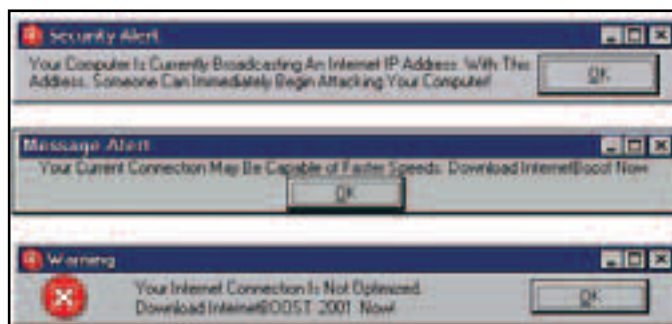 Security Alert
Your Computer Is Currently Broadcasting An Internet IP Address. With This
Address, Someone Can Immediately Begin Attacking Your Computer!
OK
Message Alert
Your Current Connection May Be Capable of Faster Speeds. Download InternetBoost Now
OK
Warning
Your Internet Connection Is Not Optimized.
Download InternetBOOST 2001 Now!
OK